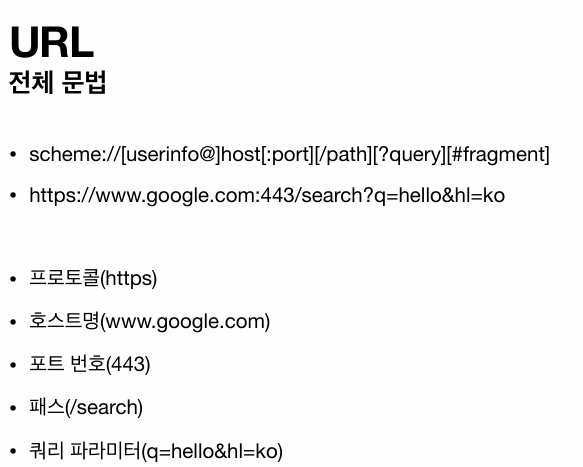 URL
전체 문법
• scheme://[userinfo@]host[:port][/path][?query][#fragment]
• https://www.google.com:443/search?q=hello&hl=ko
• 프로토콜(https)
• 호스트명(www.google.com)
• 포트 번호(443)
• 패스(/search)
• 쿼리 파라미터(q=hello&hl=ko)